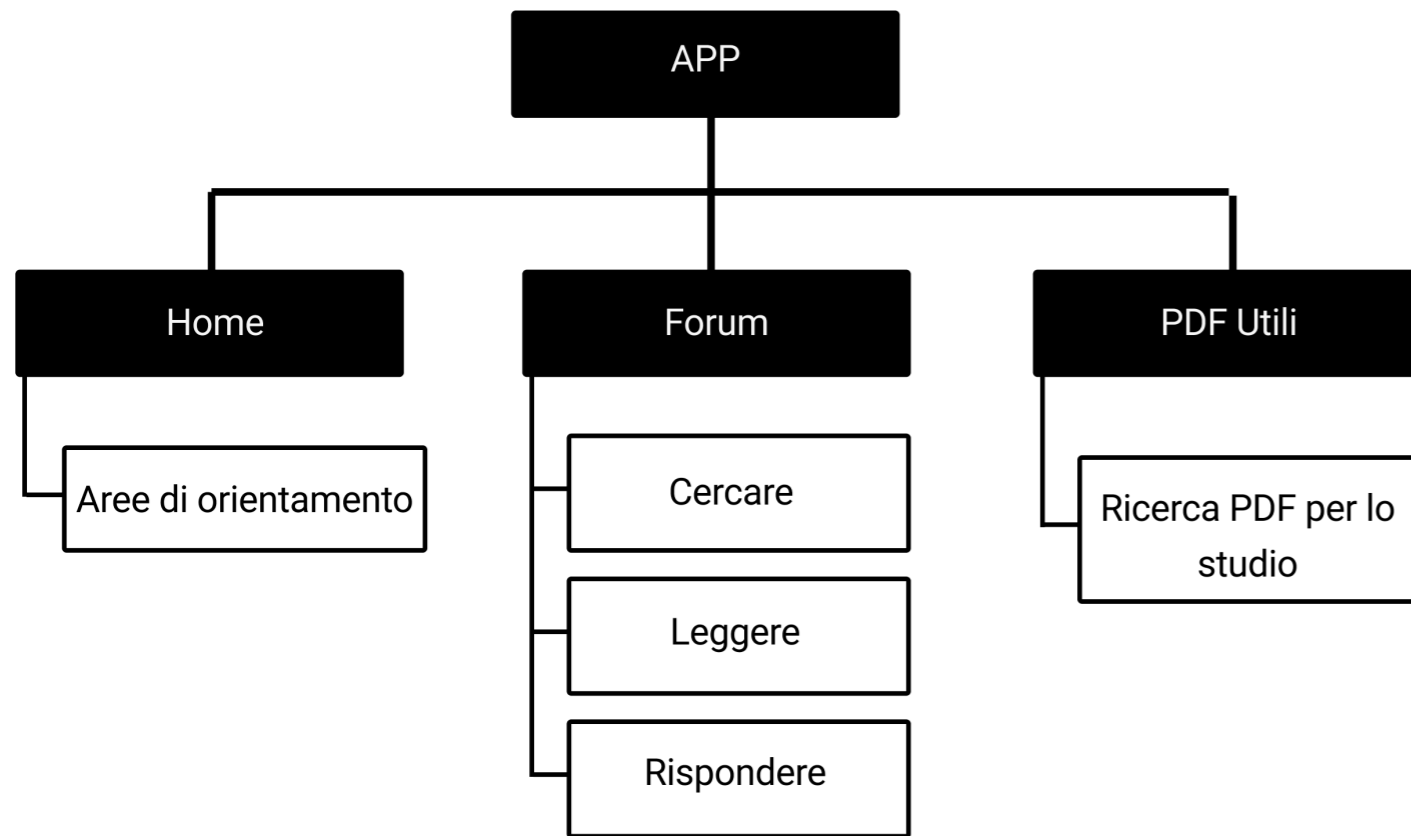 APP
Home
Forum
PDF Utili
Aree di orientamento
Cercare
Leggere
Rispondere
Ricerca PDF per lo
studio